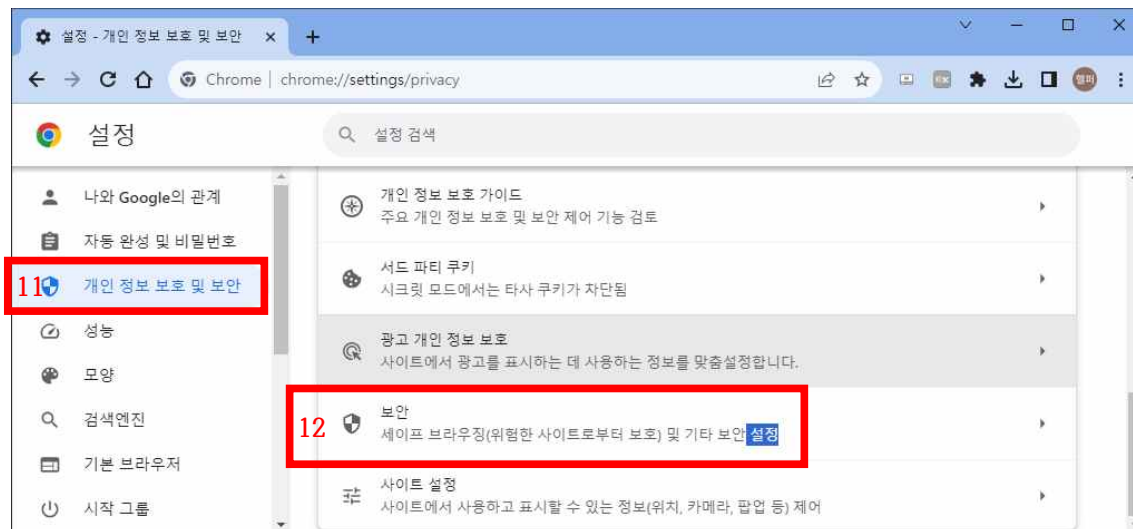 설정 - 개인 정보 보호 및 보안
Chrome | chrome://settings/privacy
설정
설정 검색
나와 Google의 관계
자동 완성 및 비밀번호
11 개인 정보 보호 및 보안
성능
모양
검색엔진
기본 브라우저
시작 그룹
개인 정보 보호 가이드
주요 개인 정보 보호 및 보안 제어 기능 검토
서드 파티 쿠키
시크릿 모드에서는 타사 쿠키가 차단됨
광고 개인 정보 보호
사이트에서 광고를 표시하는 데 사용하는 정보를 맞춤설정합니다.
12 보안
세이프 브라우징(위험한 사이트로부터 보호) 및 기타 보안 설정
사이트 설정
사이트에서 사용하고 표시할 수 있는 정보(위치, 카메라, 팝업 등) 제어